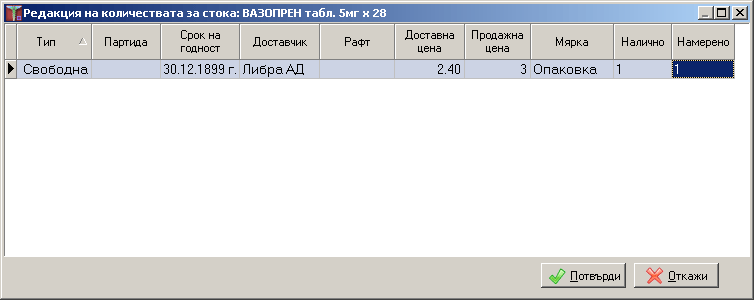 Редакция на количествата за стока: ВАЗОПРЕН табл. 5мг x 28
Тип Партида Срок на годност Доставчик Рафт Доставна цена Продажна цена Мярка Налично Намерено
Свободна 30.12.1899 г. Либра АД 2.40 3 Опаковка 1 1
Потвърди Откажи